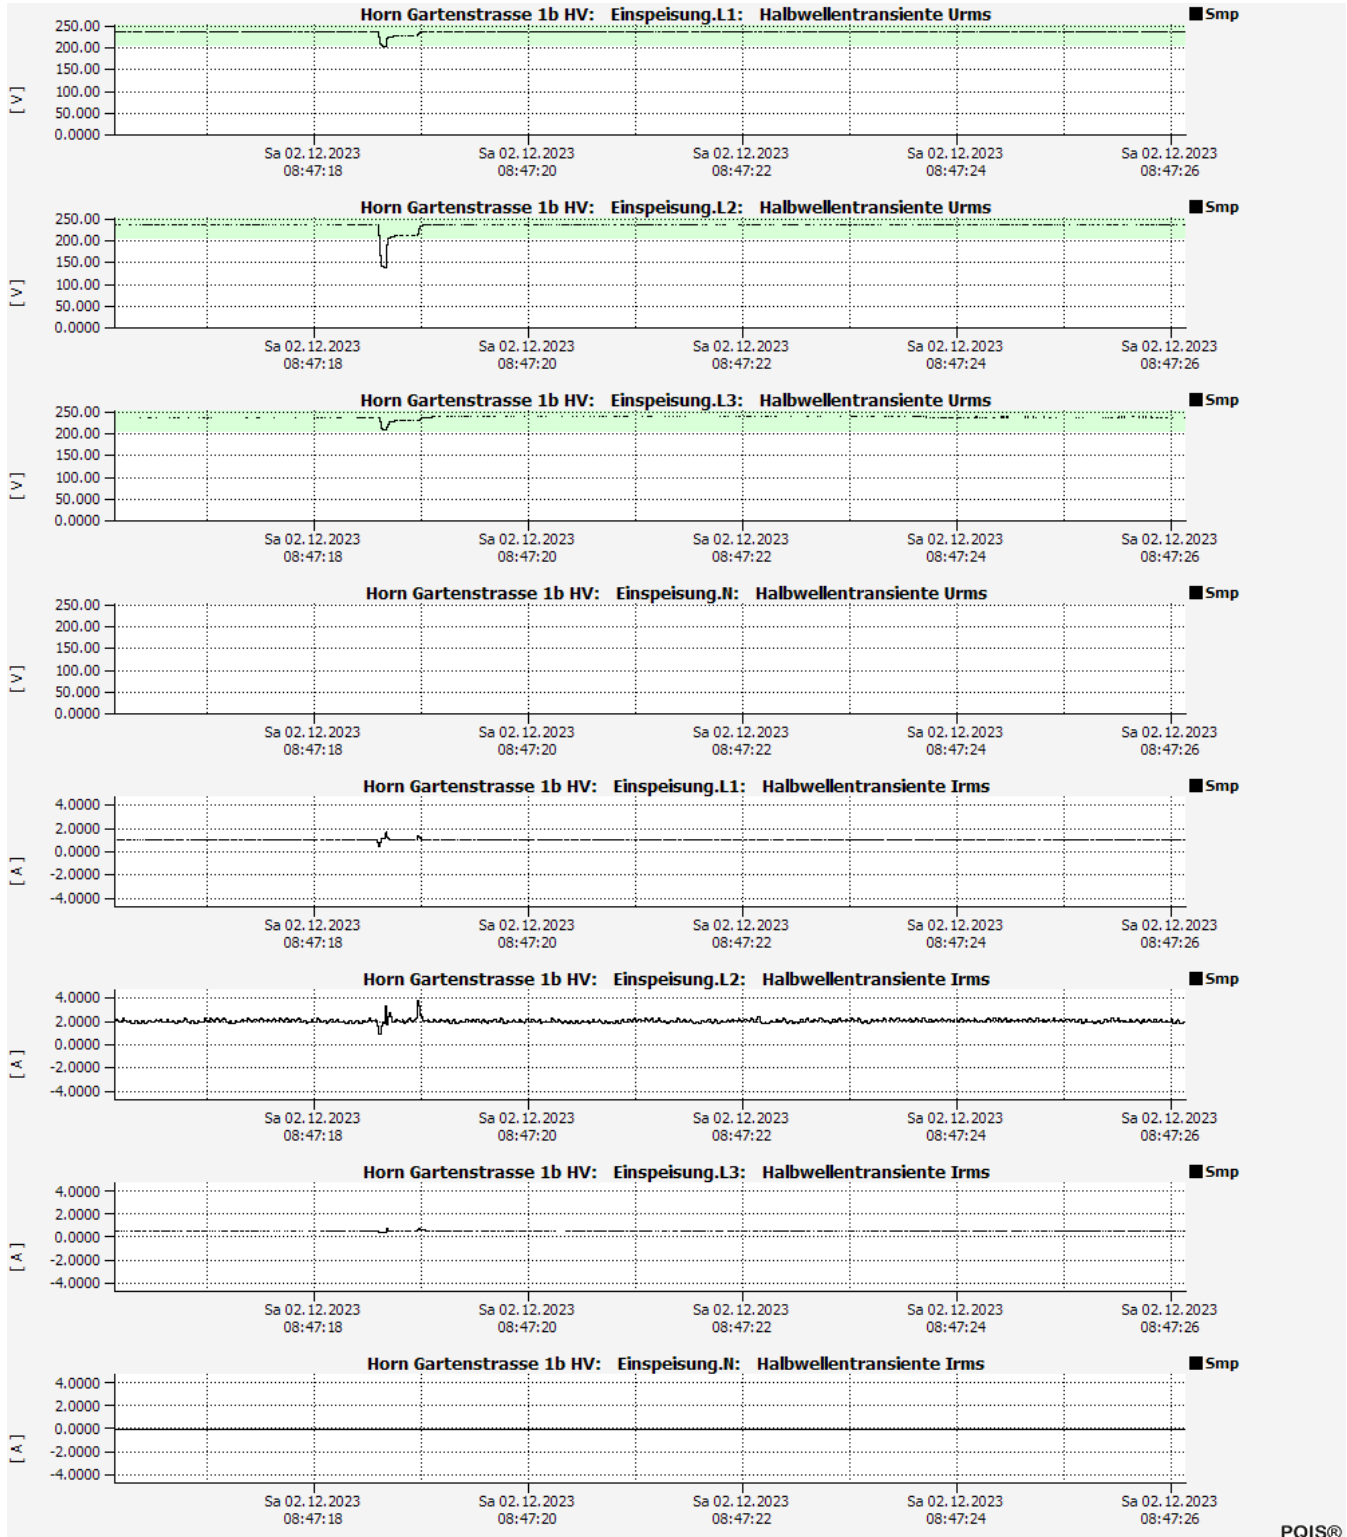 Horn Gartenstrasse 1b HV: Einspeisung.L1: Halbwellentransiente Urms
Smp
250.00
200.00
150.00
100.00
50.000
0.0000
[ V ]
Sa 02.12.2023 Sa 02.12.2023 Sa 02.12.2023 Sa 02.12.2023 Sa 02.12.2023
08:47:18 08:47:20 08:47:22 08:47:24 08:47:26
Horn Gartenstrasse 1b HV: Einspeisung.L2: Halbwellentransiente Urms
Smp
250.00
200.00
150.00
100.00
50.000
0.0000
[ V ]
Sa 02.12.2023 Sa 02.12.2023 Sa 02.12.2023 Sa 02.12.2023 Sa 02.12.2023
08:47:18 08:47:20 08:47:22 08:47:24 08:47:26
Horn Gartenstrasse 1b HV: Einspeisung.L3: Halbwellentransiente Urms
Smp
250.00
200.00
150.00
100.00
50.000
0.0000
[ V ]
Sa 02.12.2023 Sa 02.12.2023 Sa 02.12.2023 Sa 02.12.2023 Sa 02.12.2023
08:47:18 08:47:20 08:47:22 08:47:24 08:47:26
Horn Gartenstrasse 1b HV: Einspeisung.N: Halbwellentransiente Urms
Smp
250.00
200.00
150.00
100.00
50.000
0.0000
[ V ]
Sa 02.12.2023 Sa 02.12.2023 Sa 02.12.2023 Sa 02.12.2023 Sa 02.12.2023
08:47:18 08:47:20 08:47:22 08:47:24 08:47:26
Horn Gartenstrasse 1b HV: Einspeisung.L1: Halbwellentransiente Irms
Smp
4.0000
2.0000
0.0000
-2.0000
-4.0000
[ A ]
Sa 02.12.2023 Sa 02.12.2023 Sa 02.12.2023 Sa 02.12.2023 Sa 02.12.2023
08:47:18 08:47:20 08:47:22 08:47:24 08:47:26
Horn Gartenstrasse 1b HV: Einspeisung.L2: Halbwellentransiente Irms
Smp
4.0000
2.0000
0.0000
-2.0000
-4.0000
[ A ]
Sa 02.12.2023 Sa 02.12.2023 Sa 02.12.2023 Sa 02.12.2023 Sa 02.12.2023
08:47:18 08:47:20 08:47:22 08:47:24 08:47:26
Horn Gartenstrasse 1b HV: Einspeisung.L3: Halbwellentransiente Irms
Smp
4.0000
2.0000
0.0000
-2.0000
-4.0000
[ A ]
Sa 02.12.2023 Sa 02.12.2023 Sa 02.12.2023 Sa 02.12.2023 Sa 02.12.2023
08:47:18 08:47:20 08:47:22 08:47:24 08:47:26
Horn Gartenstrasse 1b HV: Einspeisung.N: Halbwellentransiente Irms
Smp
4.0000
2.0000
0.0000
-2.0000
-4.0000
[ A ]
Sa 02.12.2023 Sa 02.12.2023 Sa 02.12.2023 Sa 02.12.2023 Sa 02.12.2023
08:47:18 08:47:20 08:47:22 08:47:24 08:47:26
PQIS®